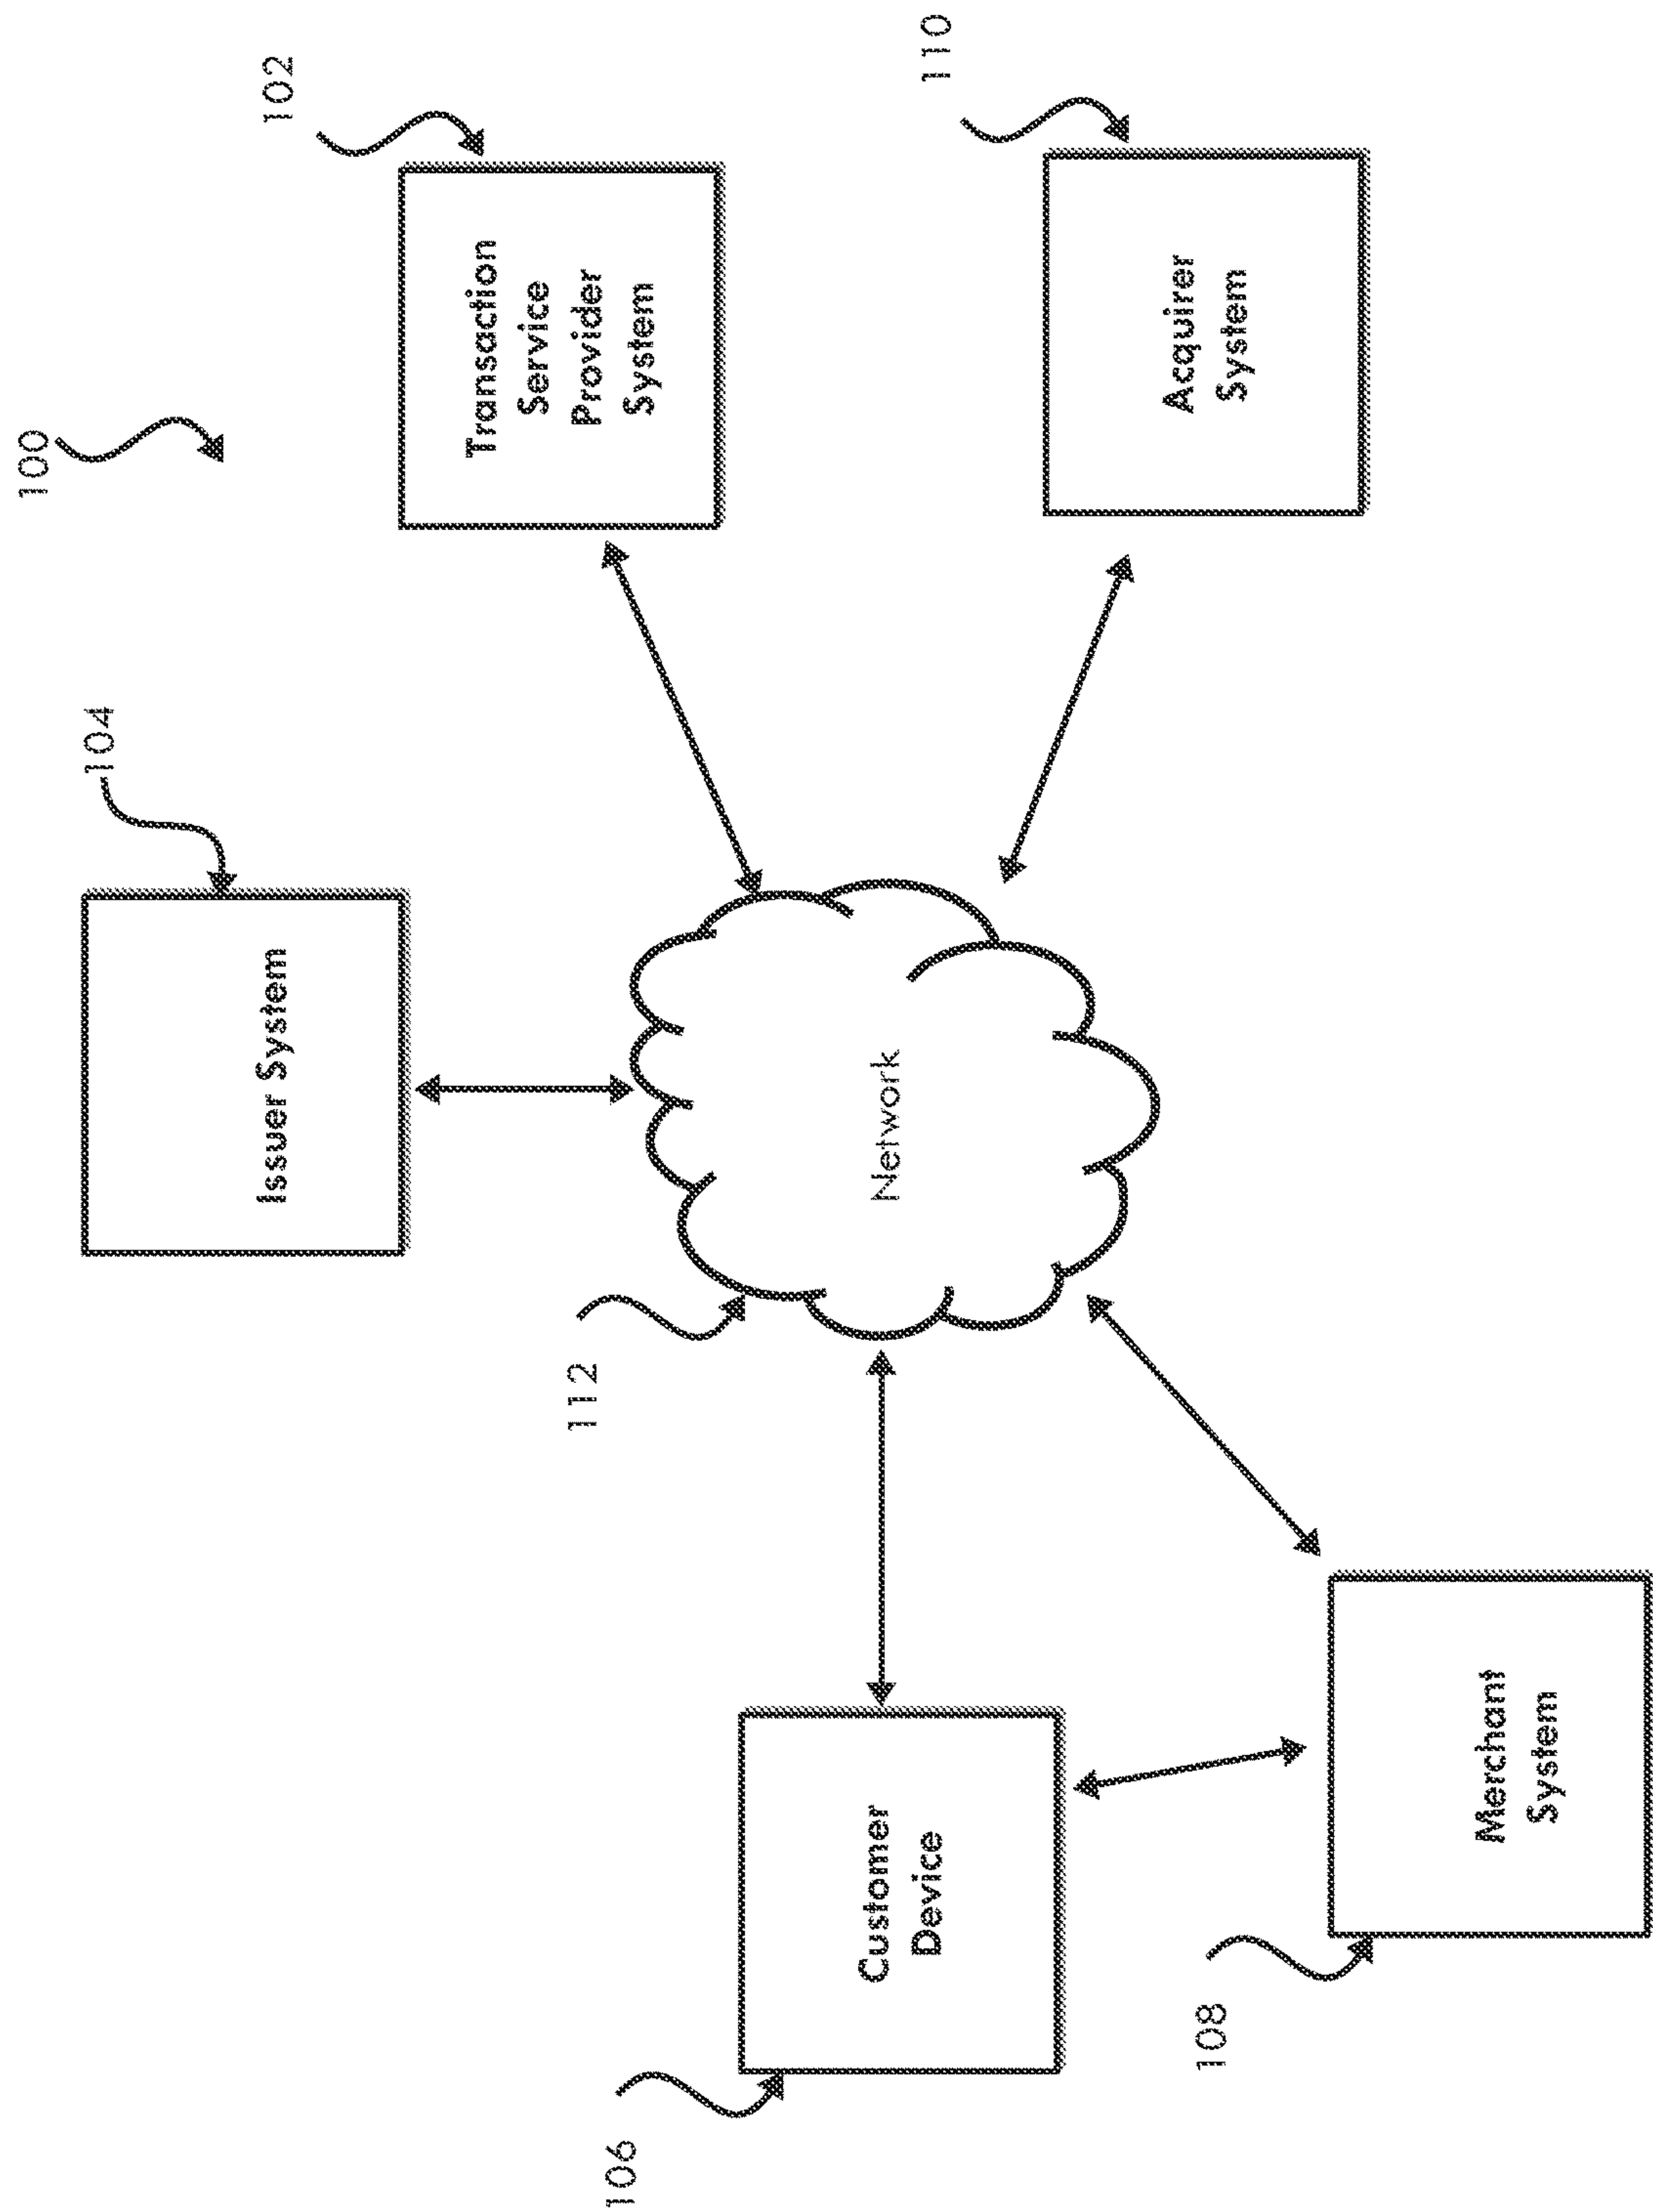 100
104
Issuer System
102
Transaction
Service
Provider
System
112
Network
106
Customer
Device
110
Acquirer
System
108
Merchant
System